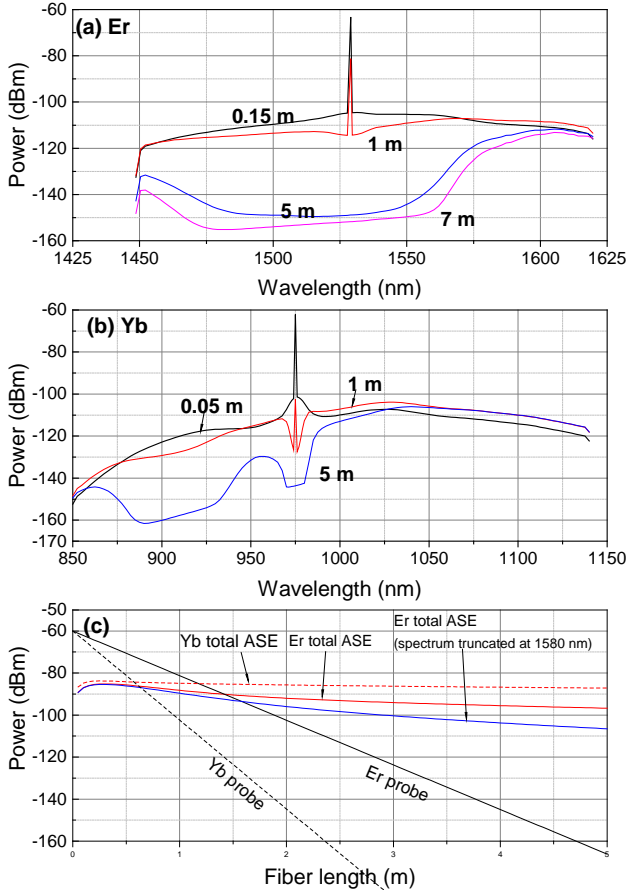 (a) Er
Power (dBm)
-60
-80
-100
-120
-140
-160
0.15 m
1 m
5 m
7 m
1425 1450 1475 1500 1525 1550 1575 1600 1625
Wavelength (nm)
(b) Yb
Power (dBm)
-60
-80
-100
-120
-140
-160
-170
0.05 m
1 m
5 m
850 900 950 1000 1050 1100 1150
Wavelength (nm)
(c)
Power (dBm)
-50
-60
-80
-100
-120
-140
-160
Er total ASE
(spectrum truncated at 1580 nm)
Yb total ASE
Er total ASE
Yb probe
Er probe
0 1 2 3 4 5
Fiber length (m)